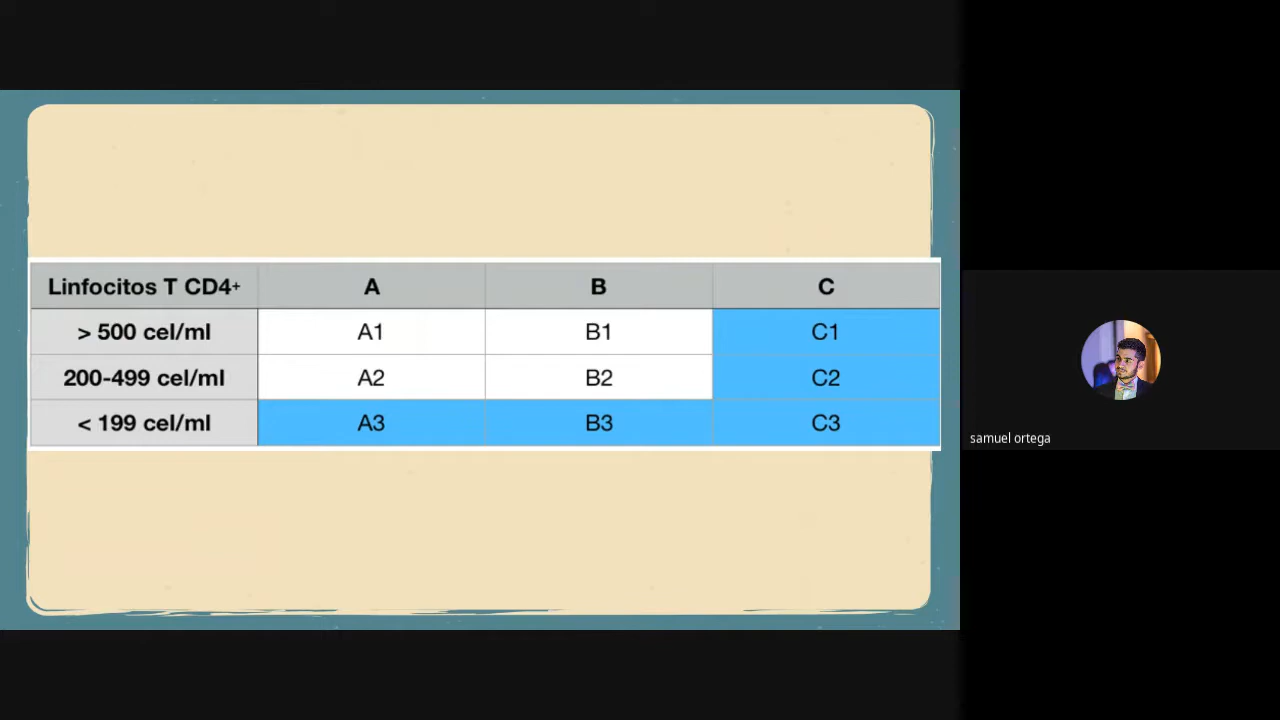 Linfocitos T CD4+ A B C
> 500 cel/ml A1 B1 C1
200-499 cel/ml A2 B2 C2
< 199 cel/ml A3 B3 C3
samuel ortega